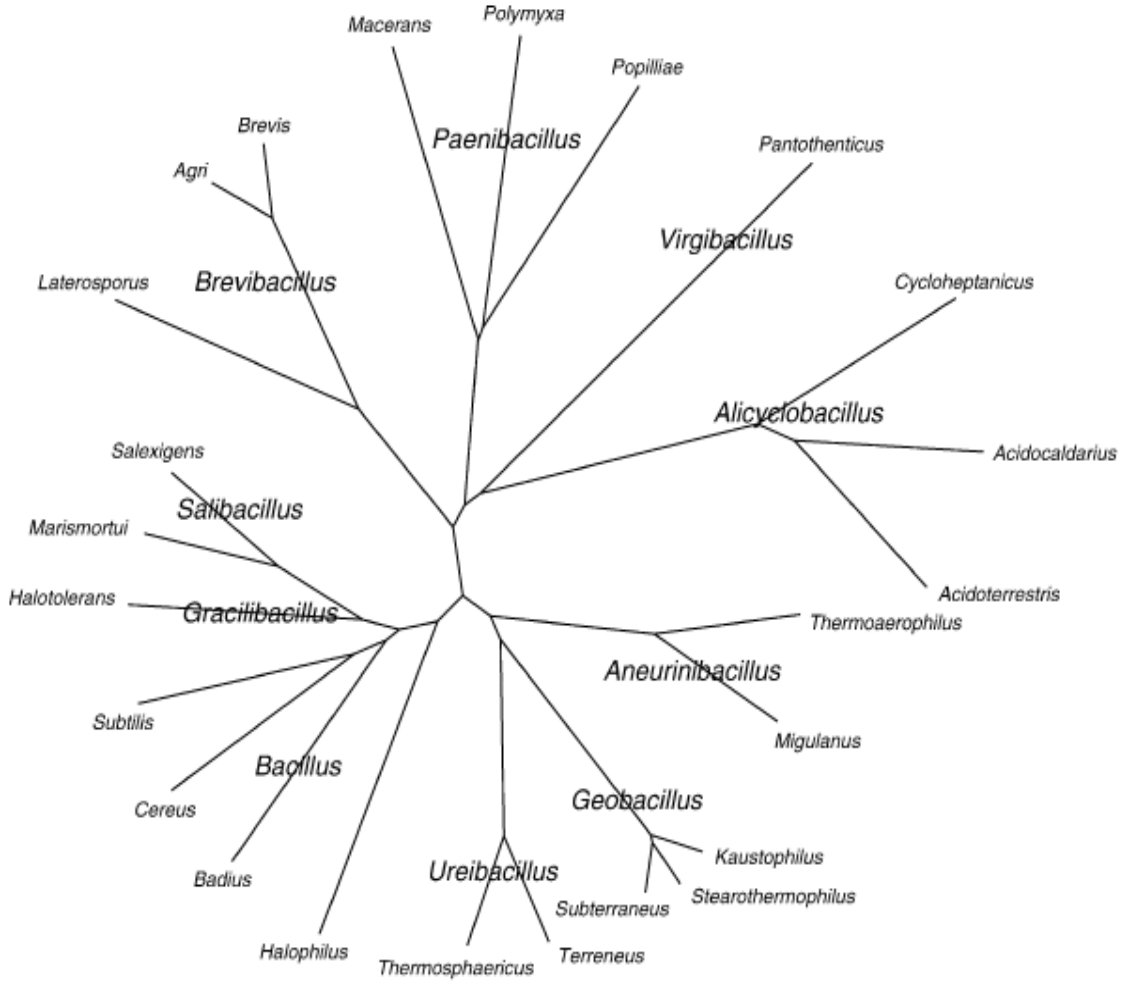 Polymyxa
Macerans
Popilliae
Brevis
Paenibacillus
Pantothenticus
Agri
Virgibacillus
Brevibacillus
Laterosporus
Cycloheptanicus
Alicyclobacillus
Salexigens
Acidocaldarius
Salibacillus
Marismortui
Halotolerans
Acidoterrestris
Gracilibacillus
Thermoaerophilus
Aneurinibacillus
Subtilis
Migulanus
Bacillus
Geobacillus
Cereus
Kaustophilus
Ureibacillus
Badius
Stearothermophilus
Subterraneus
Halophilus
Terreneus
Thermosphaericus